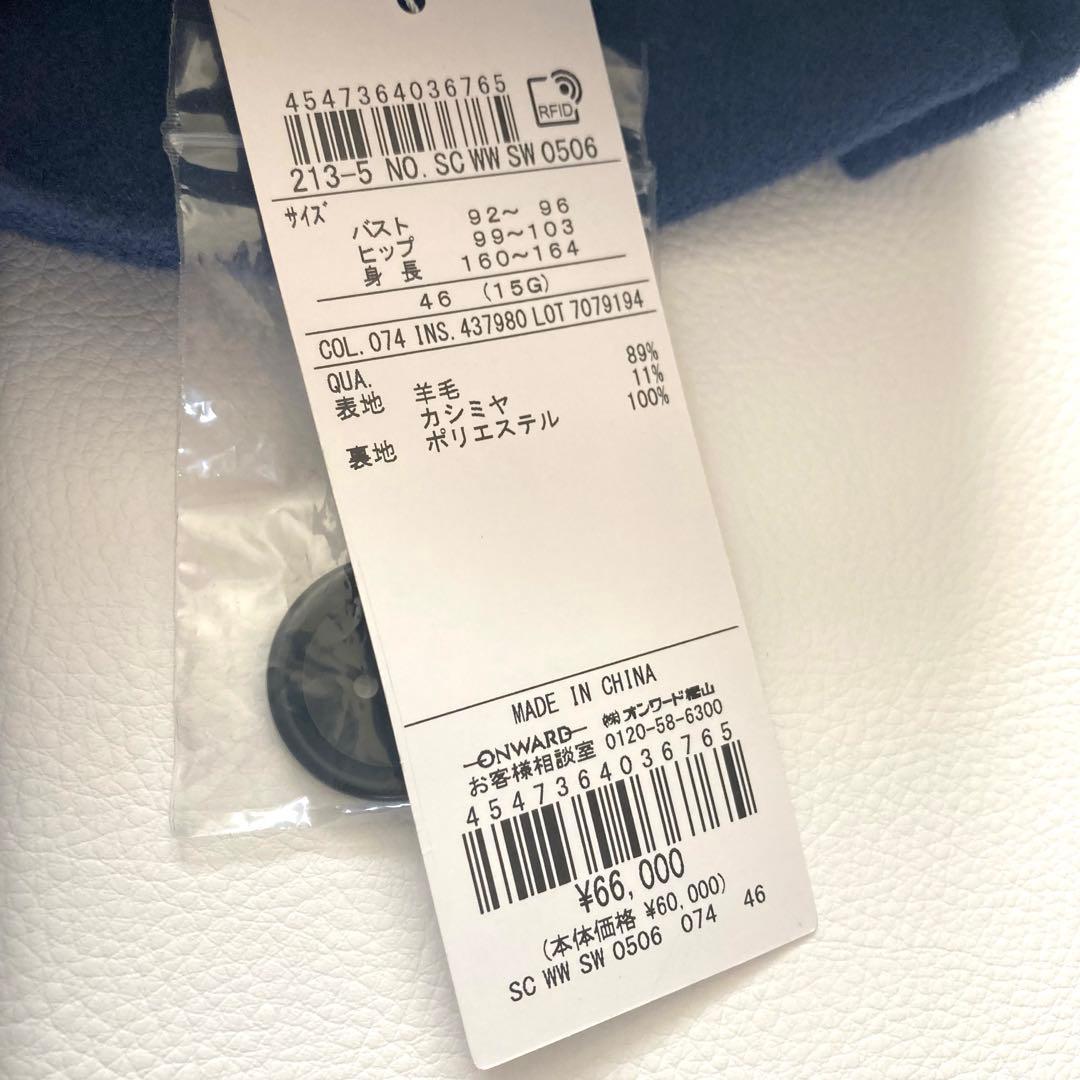 4547364036765
RFID
213-5 NO. SC WW SW 0506
サイズ
バスト 92〜 96
ヒップ 99〜103
身 長 160〜164
46 (15G)
COL. 074 INS. 437980 LOT 7079194
QUA.
表地 羊毛 89%
カシミヤ 11%
裏地 ポリエステル 100%
MADE IN CHINA
ONWARD ㈱オンワード樫山
お客様相談室 0120-58-6300
4547364036765
¥66,000
(本体価格 ¥60,000)
SC WW SW 0506 074 46